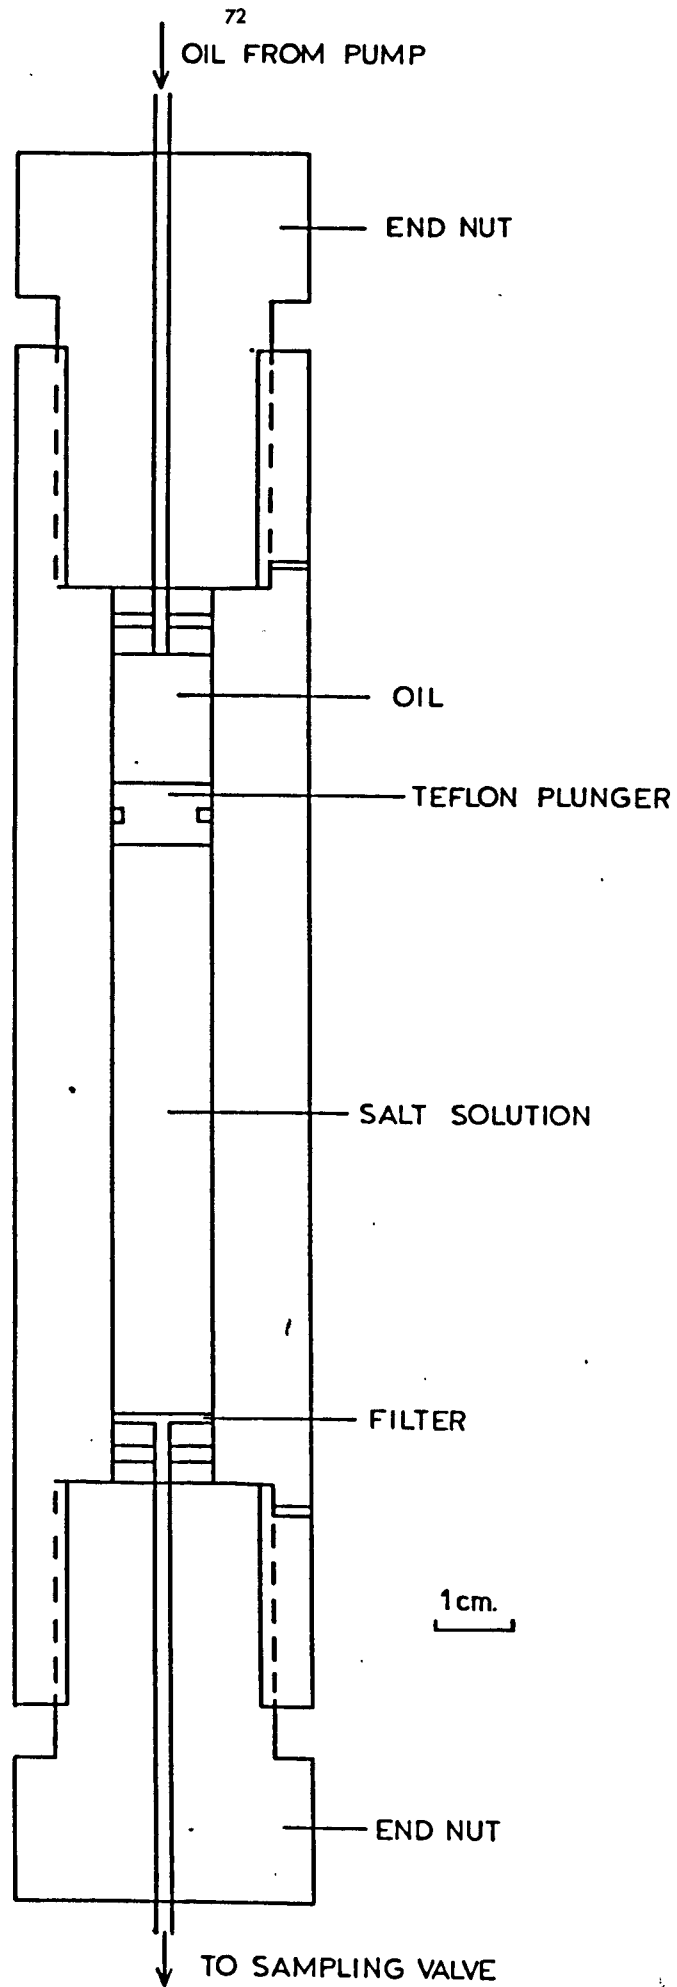 72
OIL FROM PUMP
END NUT
OIL
TEFLON PLUNGER
SALT SOLUTION
FILTER
1cm.
END NUT
TO SAMPLING VALVE